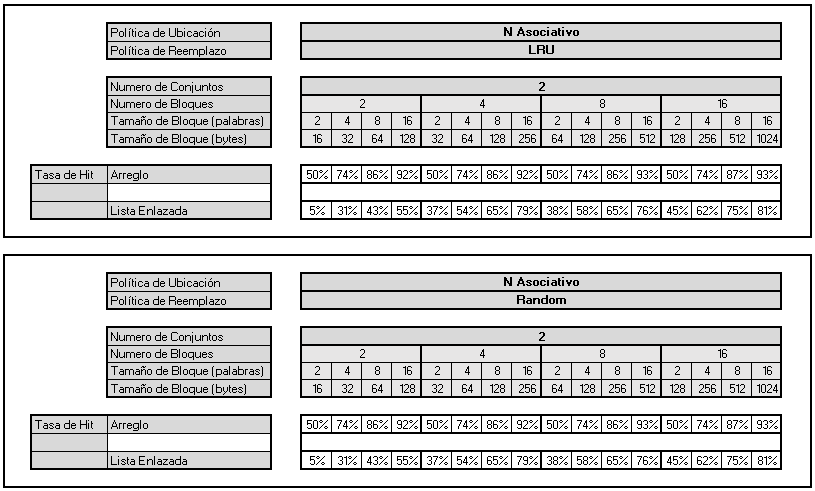 Política de Ubicación N Asociativo
Política de Reemplazo LRU
Numero de Conjuntos 2
Numero de Bloques 2 4 8 16
Tamaño de Bloque (palabras) 2 4 8 16 2 4 8 16 2 4 8 16 2 4 8 16
Tamaño de Bloque (bytes) 16 32 64 128 32 64 128 256 64 128 256 512 128 256 512 1024
Tasa de Hit Arreglo 50% 74% 86% 92% 50% 74% 86% 92% 50% 74% 86% 93% 50% 74% 87% 93%
Lista Enlazada 5% 31% 43% 55% 37% 54% 65% 79% 38% 58% 65% 76% 45% 62% 75% 81%
Política de Ubicación N Asociativo
Política de Reemplazo Random
Numero de Conjuntos 2
Numero de Bloques 2 4 8 16
Tamaño de Bloque (palabras) 2 4 8 16 2 4 8 16 2 4 8 16 2 4 8 16
Tamaño de Bloque (bytes) 16 32 64 128 32 64 128 256 64 128 256 512 128 256 512 1024
Tasa de Hit Arreglo 50% 74% 86% 92% 50% 74% 86% 92% 50% 74% 86% 93% 50% 74% 87% 93%
Lista Enlazada 5% 31% 43% 55% 37% 54% 65% 79% 38% 58% 65% 76% 45% 62% 75% 81%